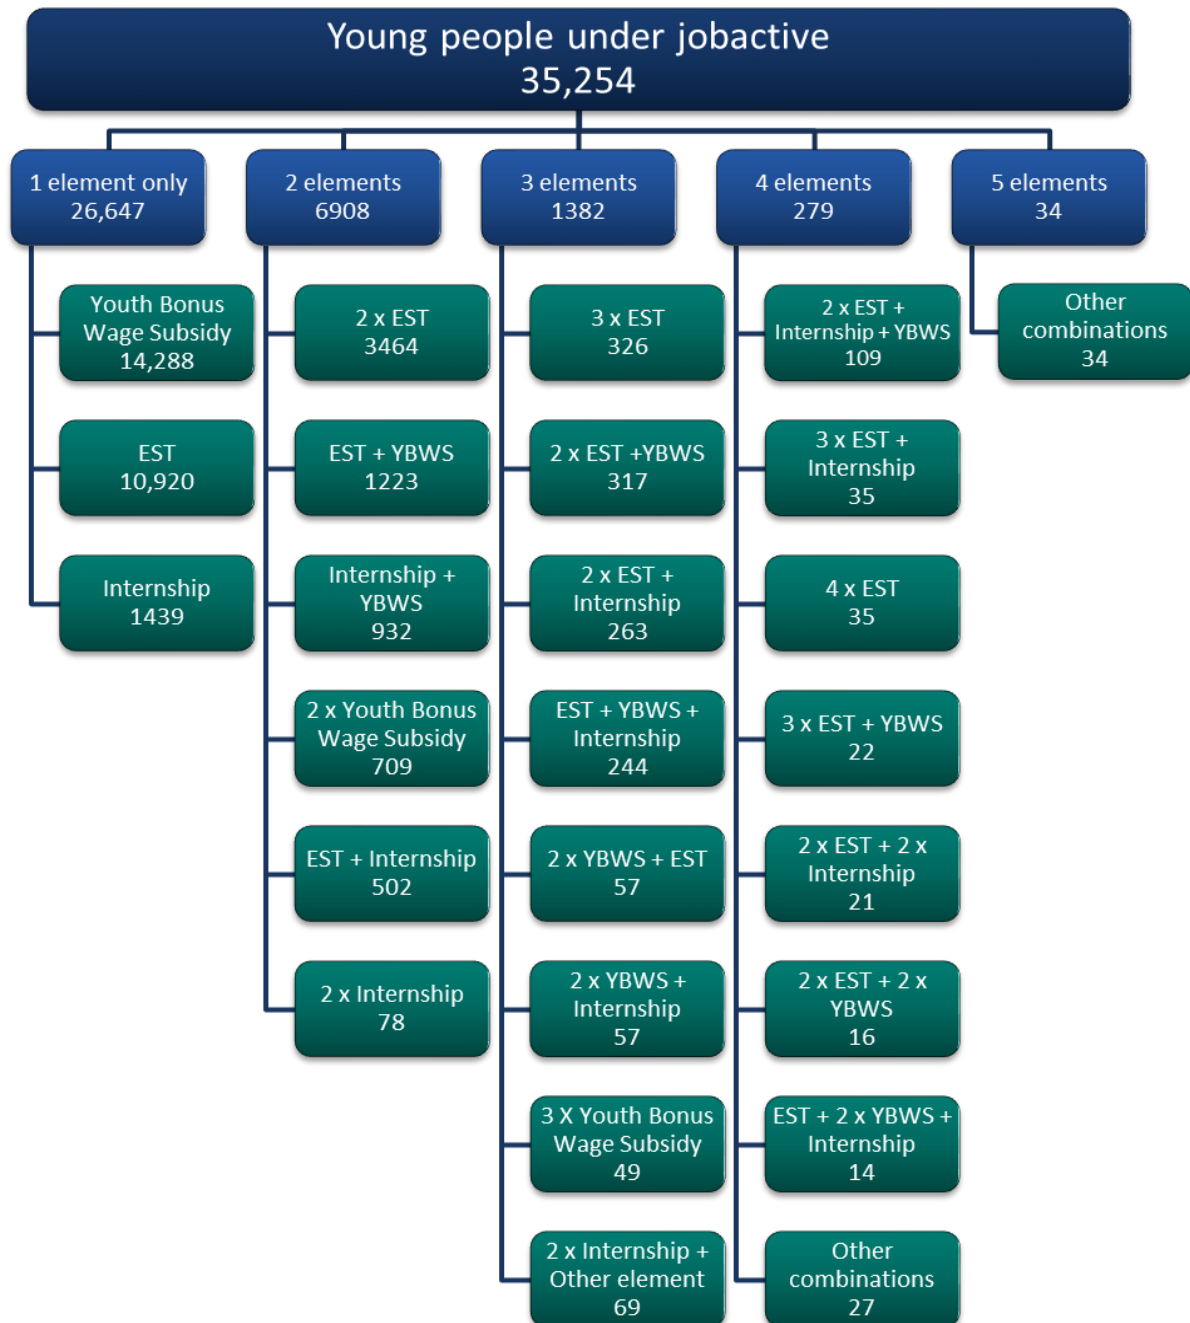 Young people under jobactive
35,254
1 element only
26,647
2 elements
6908
3 elements
1382
4 elements
279
5 elements
34
Youth Bonus
Wage Subsidy
14,288
EST
10,920
Internship
1439
2 x EST
3464
EST + YBWS
1223
Internship +
YBWS
932
2 x Youth Bonus
Wage Subsidy
709
EST + Internship
502
2 x Internship
78
3 x EST
326
2 x EST +YBWS
317
2 x EST +
Internship
263
EST + YBWS +
Internship
244
2 x YBWS + EST
57
2 x YBWS +
Internship
57
3 X Youth Bonus
Wage Subsidy
49
2 x Internship +
Other element
69
2 x EST +
Internship + YBWS
109
3 x EST +
Internship
35
4 x EST
35
3 x EST + YBWS
22
2 x EST + 2 x
Internship
21
2 x EST + 2 x
YBWS
16
EST + 2 x YBWS +
Internship
14
Other
combinations
27
Other
combinations
34